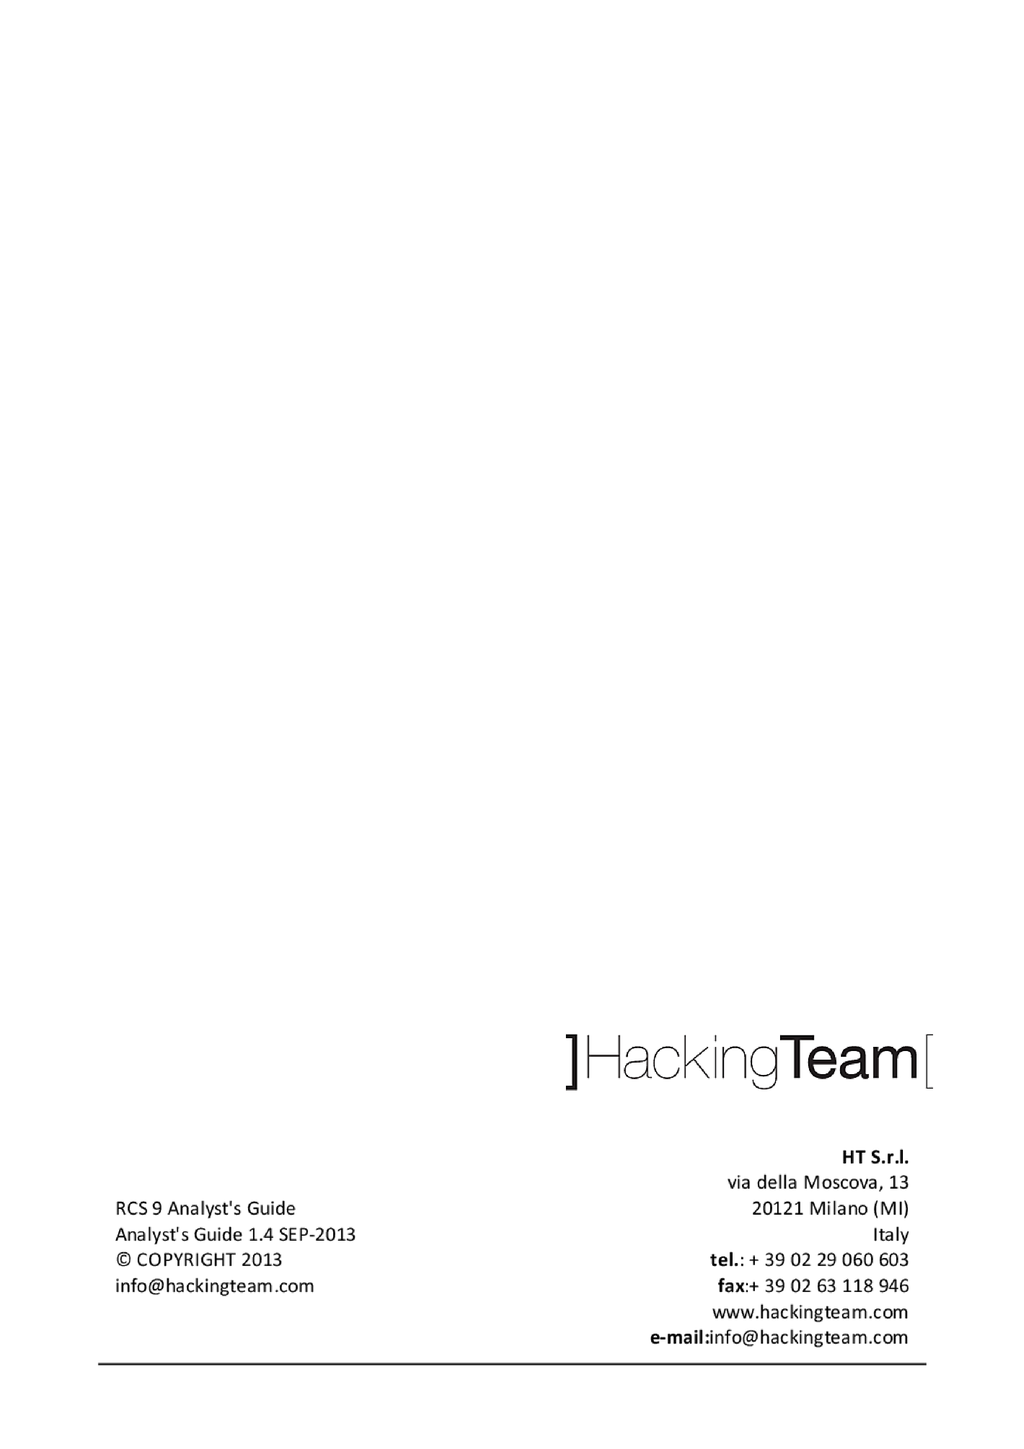 ]HackingTeam[
RCS 9 Analyst's Guide
Analyst's Guide 1.4 SEP-2013
© COPYRIGHT 2013
info@hackingteam.com
HT S.r.l.
via della Moscova, 13
20121 Milano (MI)
Italy
tel.: + 39 02 29 060 603
fax:+ 39 02 63 118 946
www.hackingteam.com
e-mail:info@hackingteam.com